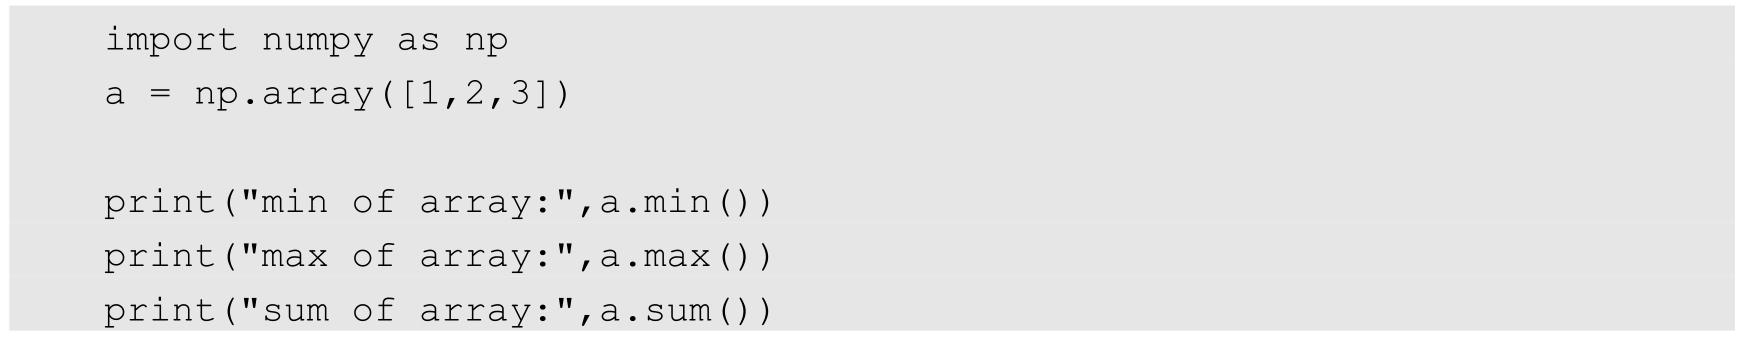 import numpy as np
a = np.array([1,2,3])
print("min of array:",a.min())
print("max of array:",a.max())
print("sum of array:",a.sum())